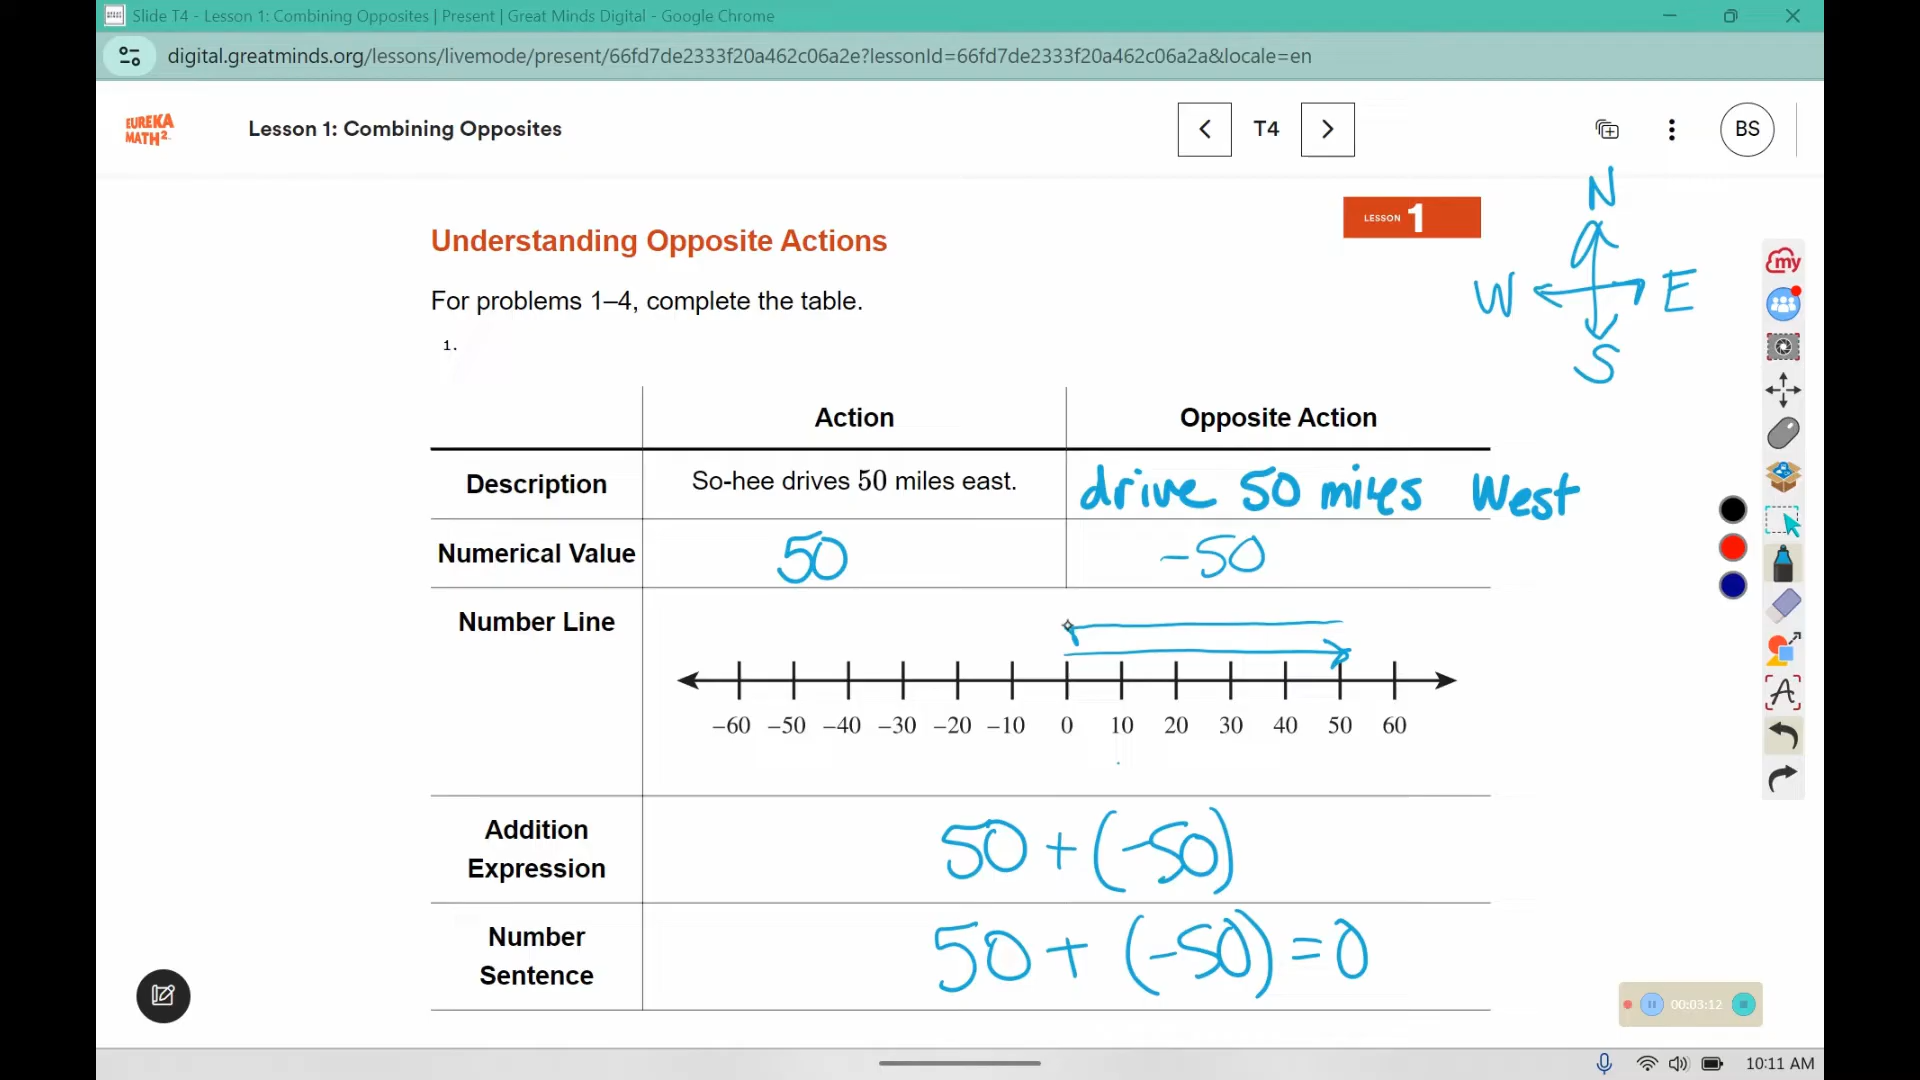 Slide T4 - Lesson 1: Combining Opposites | Present | Great Minds Digital - Google Chrome
digital.greatminds.org/lessons/livemode/present/66fd7de2333f20a462c06a2e?lessonId=66fd7de2333f20a462c06a2a&locale=en
EUREKA
MATH²
Lesson 1: Combining Opposites
T4
BS
N
W E
S
LESSON 1
my
Understanding Opposite Actions
For problems 1–4, complete the table.
1.
Action Opposite Action
Description So-hee drives 50 miles east. drive 50 miles West
Numerical Value 50 -50
Number Line
–60 –50 –40 –30 –20 –10 0 10 20 30 40 50 60
Addition
Expression
50 + (-50)
Number
Sentence
50 + (-50) = 0
00:03:12
10:11 AM